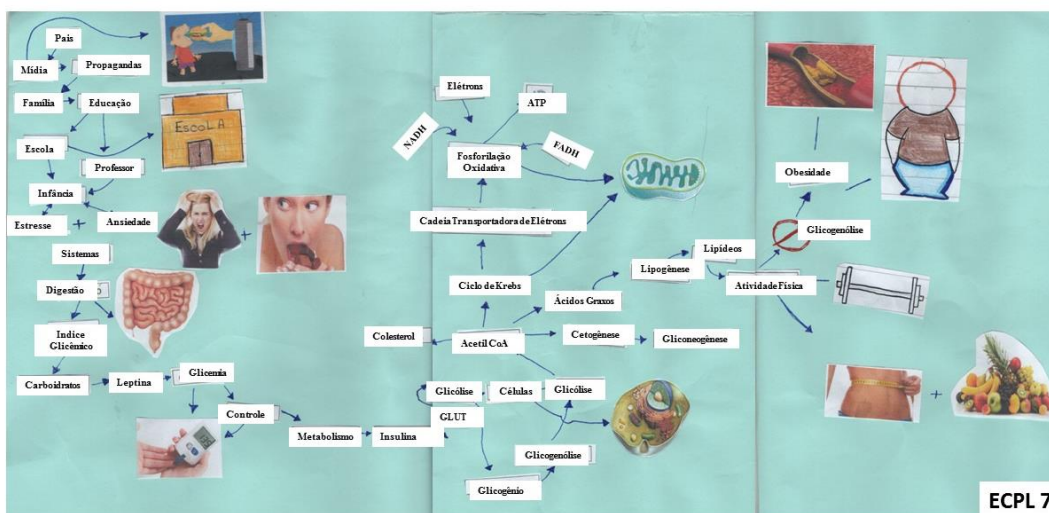 Pais
Mídia
Propagandas
Família
Educação
ESCOLA
Escola
Professor
Infância
Estresse
+
Ansiedade
+
Sistemas
Digestão
Indice
Glicêmico
Carboidratos
Leptina
Glicemia
Controle
Metabolismo
Insulina
Elétrons
ATP
NADH
FADH
Fosforilação
Oxidativa
Cadeia Transportadora de Elétrons
Ciclo de Krebs
Ácidos Graxos
Lipogênese
Lipídeos
Colesterol
Acetil CoA
Cetogênese
Gliconeogênese
Glicólise
Células
Glicólise
GLUT
Glicogenólise
Glicogênio
Obesidade
Glicogenólise
Atividade Física
+
ECPL 7